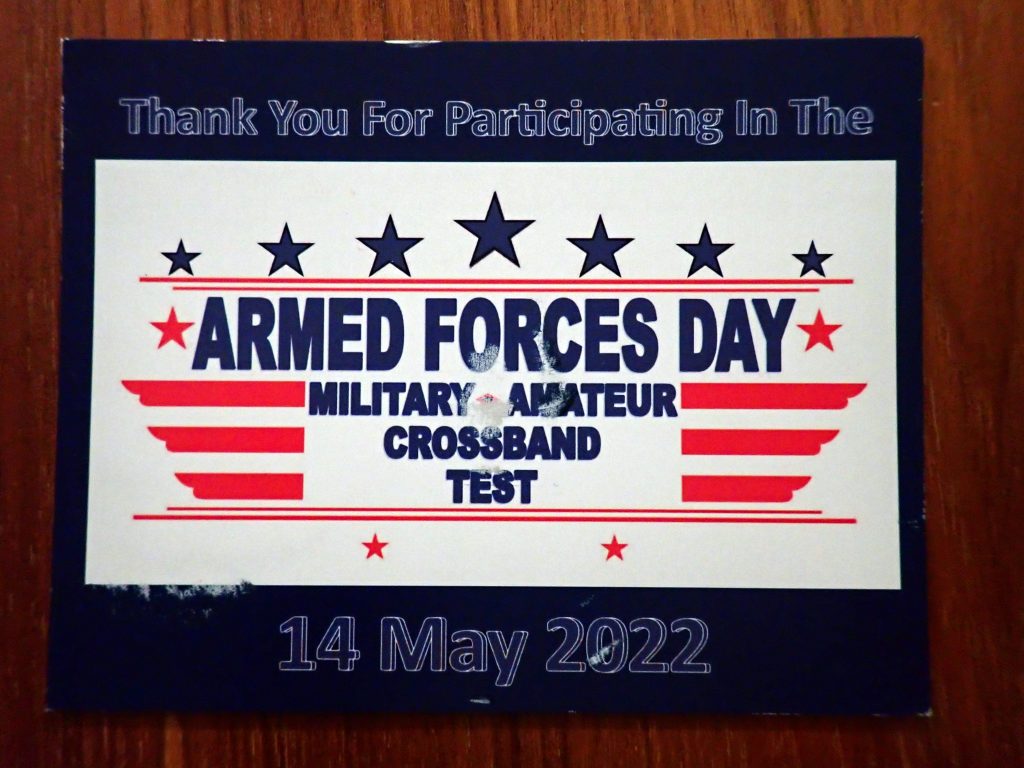 Thank You For Participating In The
ARMED FORCES DAY
MILITARY AMATEUR
CROSSBAND
TEST
14 May 2022